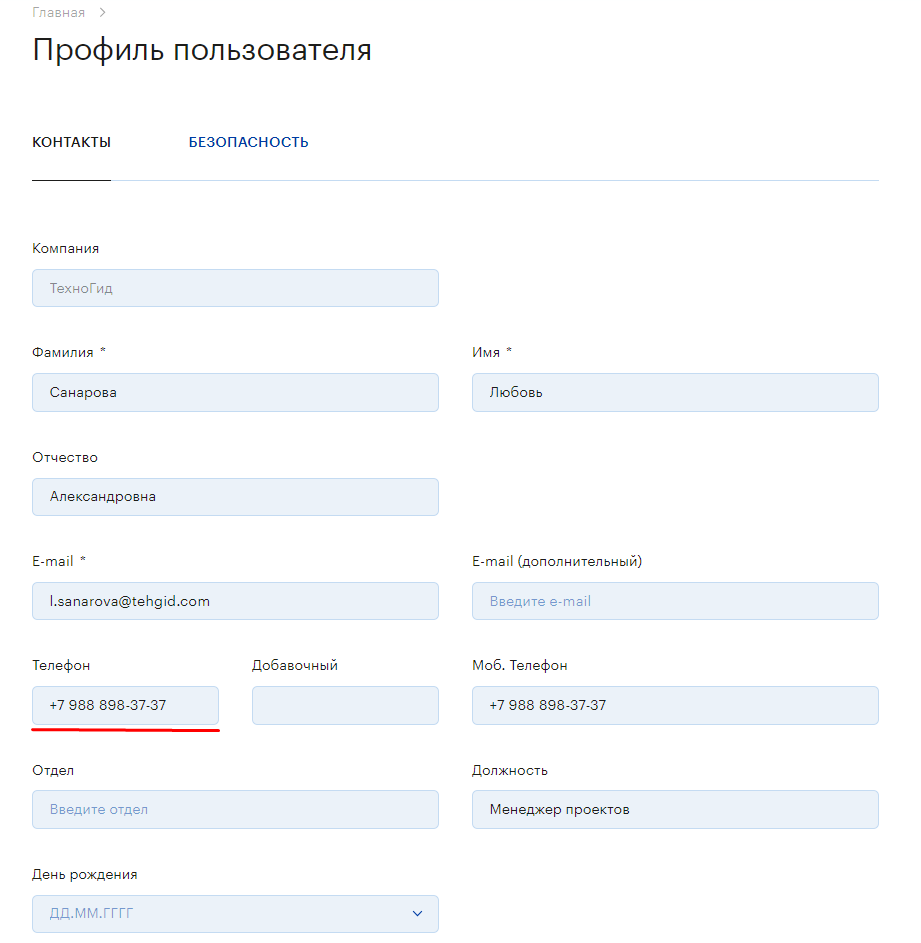 Главная >
Профиль пользователя
КОНТАКТЫ БЕЗОПАСНОСТЬ
Компания
ТехноГид
Фамилия * Имя *
Санарова Любовь
Отчество
Александровна
E-mail * E-mail (дополнительный)
l.sanarova@tehgid.com Введите e-mail
Телефон Добавочный Моб. Телефон
+7 988 898-37-37 +7 988 898-37-37
Отдел Должность
Введите отдел Менеджер проектов
День рождения
ДД.ММ.ГГГГ